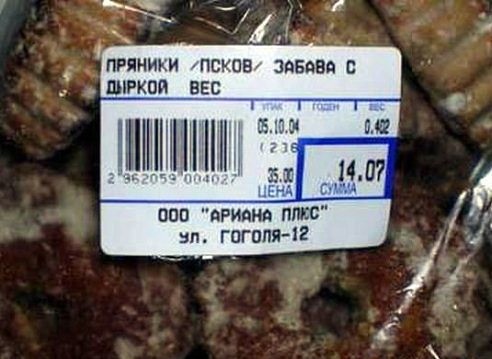 ПРЯНИКИ /ПСКОВ/ ЗАБАВА С
ДЫРКОЙ ВЕС
УПАК ГОДЕН ВЕС
05.10.04 0.402
(236
35.00 14.07
2 962059 004027
ЦЕНА СУММА
ООО "АРИАНА ПЛЮС"
ул. ГОГОЛЯ-12